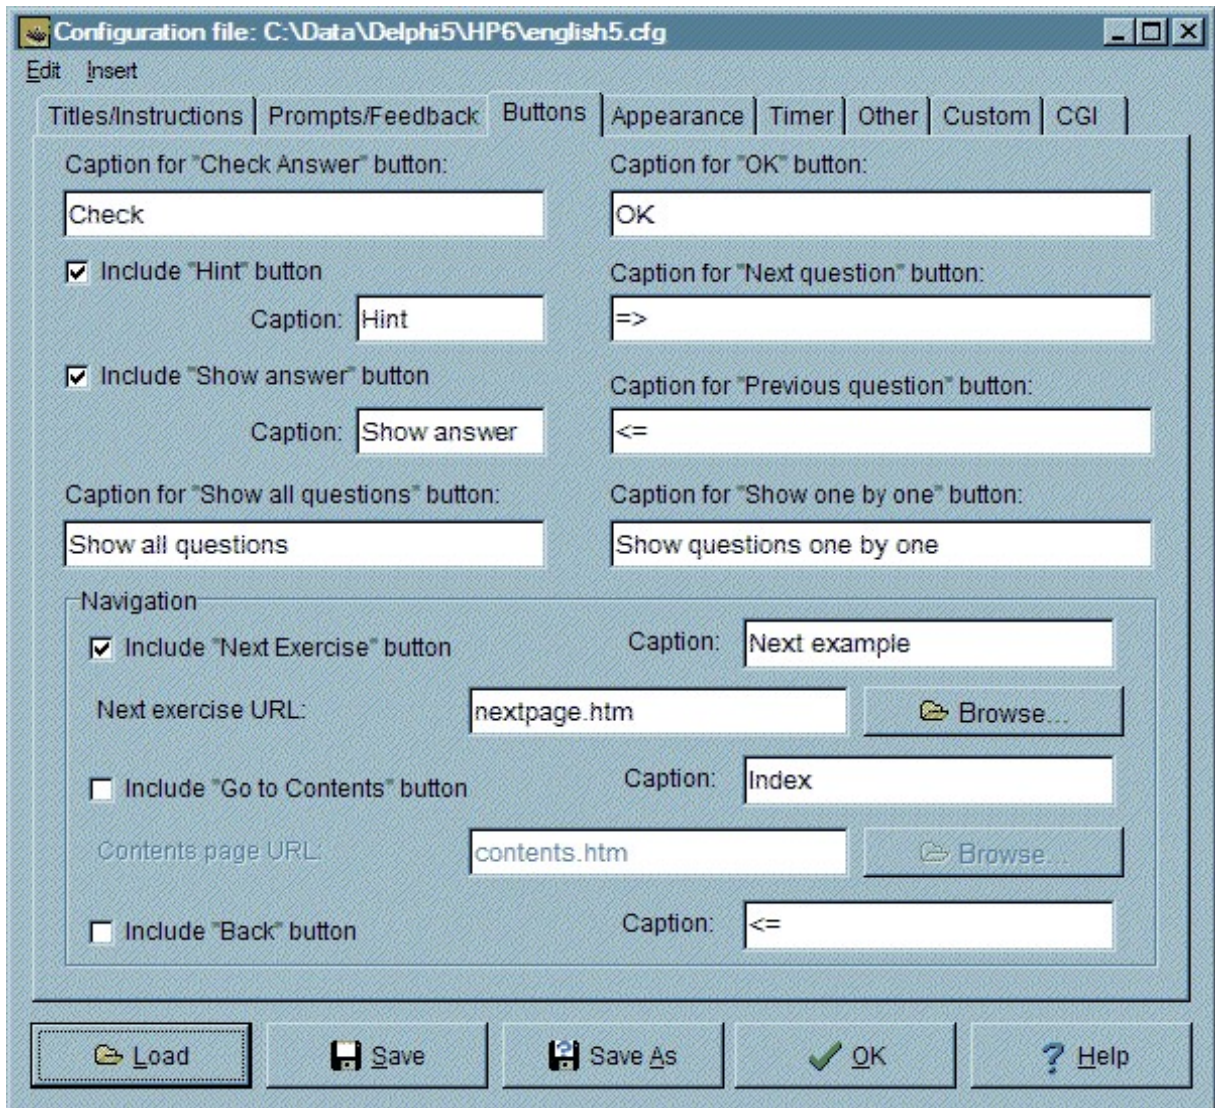 Configuration file: C:\Data\Delphi5\HP6\english5.cfg
Edit Insert
Titles/Instructions Prompts/Feedback Buttons Appearance Timer Other Custom CGI
Caption for "Check Answer" button: Caption for "OK" button:
Check OK
Include "Hint" button Caption for "Next question" button:
Caption: Hint =>
Include "Show answer" button Caption for "Previous question" button:
Caption: Show answer <=
Caption for "Show all questions" button: Caption for "Show one by one" button:
Show all questions Show questions one by one
Navigation
Include "Next Exercise" button Caption: Next example
Next exercise URL: nextpage.htm Browse...
Include "Go to Contents" button Caption: Index
Contents page URL: contents.htm Browse...
Include "Back" button Caption: <=
Load Save Save As OK Help